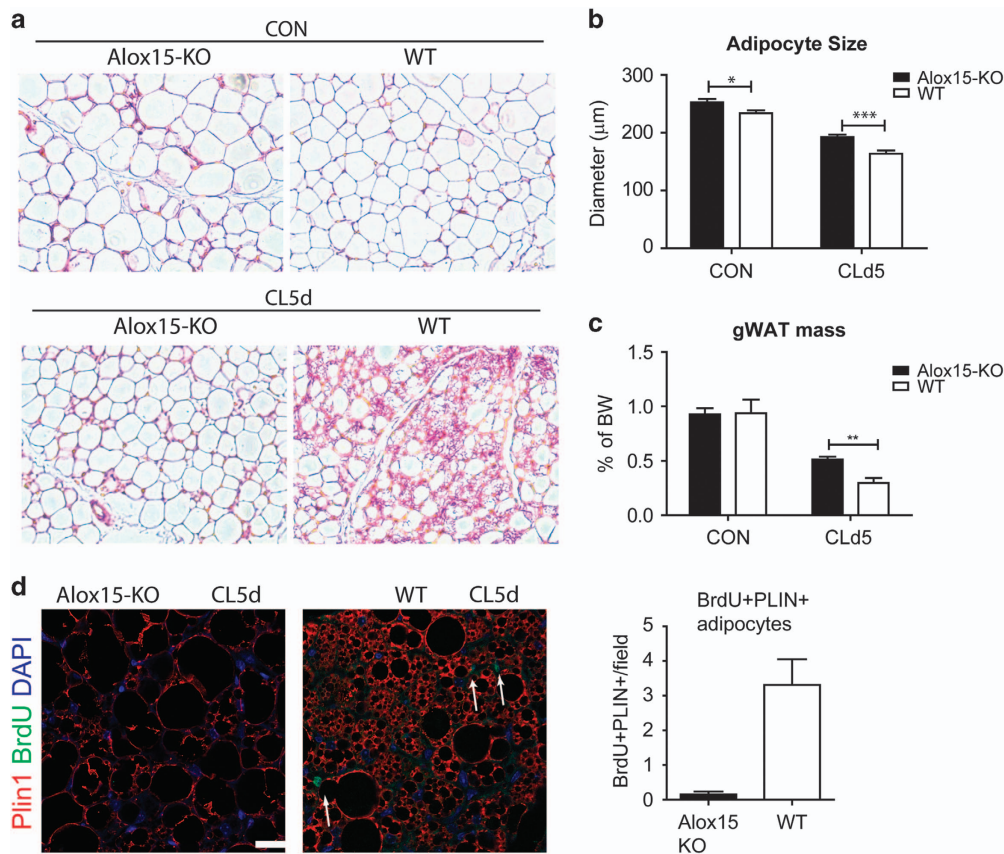 a
CON
Alox15-KO WT
CL5d
Alox15-KO WT
b
Adipocyte Size
Alox15-KO
WT
*
***
Diameter (μm)
300
200
100
0
CON CLd5
c
gWAT mass
Alox15-KO
WT
**
% of BW
1.5
1.0
0.5
0.0
CON CLd5
d
Alox15-KO CL5d WT CL5d
Plin1 BrdU DAPI
BrdU+PLIN+
adipocytes
BrdU+PLIN+/field
5
4
3
2
1
0
Alox15
KO
WT